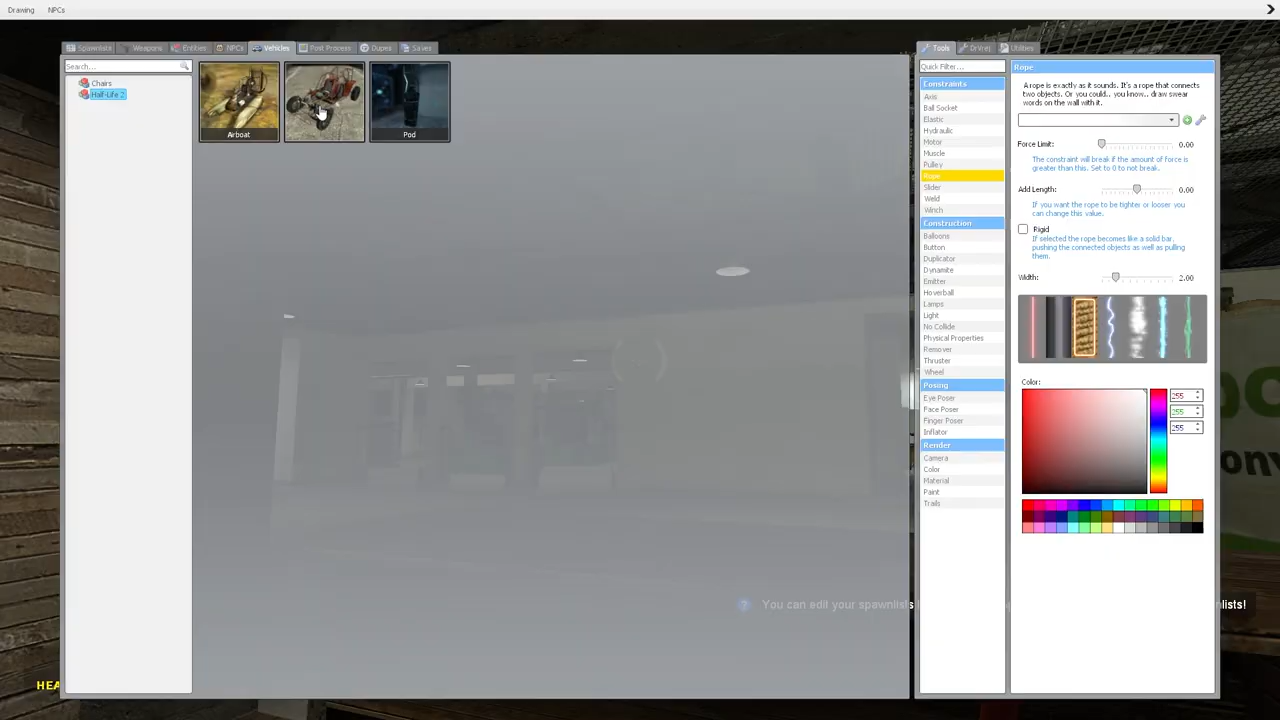 Drawing NPCs
Spawnlists Weapons Entities NPCs Vehicles Post Process Dupes Saves
Search...
Chairs
Half-Life 2
Airboat
Pod
You can edit your spawnlists
lists!
HEA
Tools Utilities
Quick Filter...
Constraints
Axis
Ball Socket
Elastic
Hydraulic
Motor
Muscle
Pulley
Rope
Slider
Weld
Winch
Construction
Balloons
Button
Duplicator
Dynamite
Emitter
Hoverball
Lamps
Light
No Collide
Physical Properties
Remover
Thruster
Wheel
Posing
Eye Poser
Face Poser
Finger Poser
Inflator
Render
Camera
Color
Material
Paint
Trails
Rope
A rope is exactly as it sounds. It's a rope that connects
two objects. Or you could.. you know.. draw swear
words on the wall with it.
Force Limit: 0.00
The constraint will break if the amount of force is
greater than this. Set to 0 to not break.
Add Length: 0.00
If you want the rope to be tighter or looser you
can change this value.
Rigid
If selected the rope becomes like a solid bar,
pushing the connected objects as well as pulling
them.
Width: 2.00
Color:
255
255
255